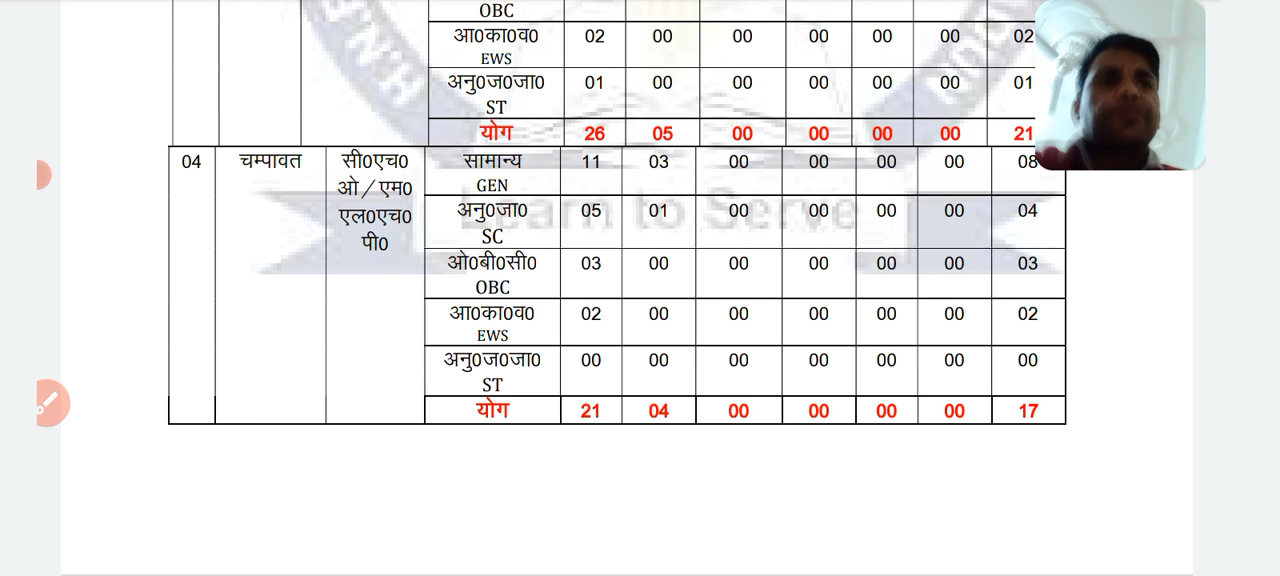 OBC
आ0का0व0 02 00 00 00 00 00 02
EWS
अनु0ज0जा0 01 00 00 00 00 00 01
ST
योग 26 05 00 00 00 00 21
04 चम्पावत सी0एच0 सामान्य 11 03 00 00 00 00 08
ओ/एम0 GEN
एल0एच0 अनु0जा0 05 01 00 00 00 00 04
पी0 SC
ओ0बी0सी0 03 00 00 00 00 00 03
OBC
आ0का0व0 02 00 00 00 00 00 02
EWS
अनु0ज0जा0 00 00 00 00 00 00 00
ST
योग 21 04 00 00 00 00 17
Learn to Serve